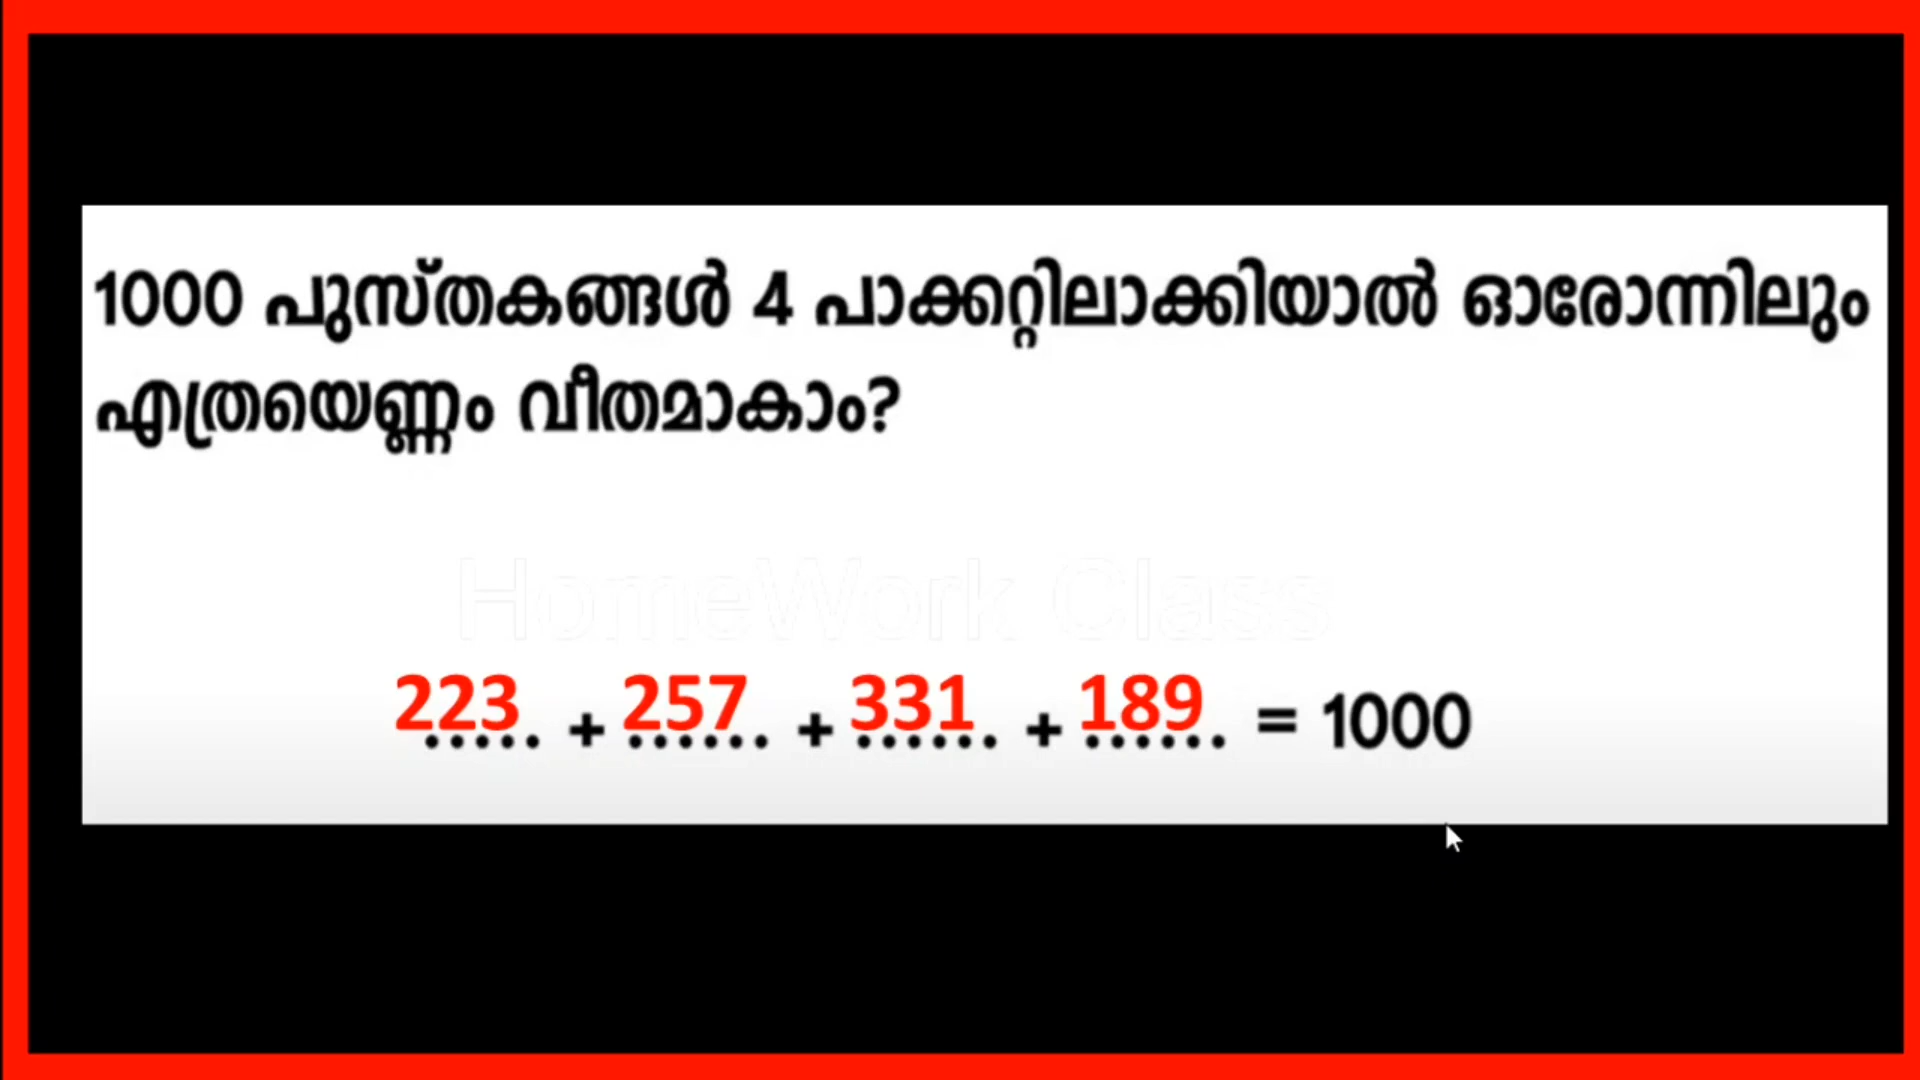 1000 പുസ്തകങ്ങൾ 4 പാക്കറ്റിലാക്കിയാൽ ഓരോന്നിലും
എത്രയെണ്ണം വീതമാകാം?
HomeWork Class
223 + 257 + 331 + 189 = 1000